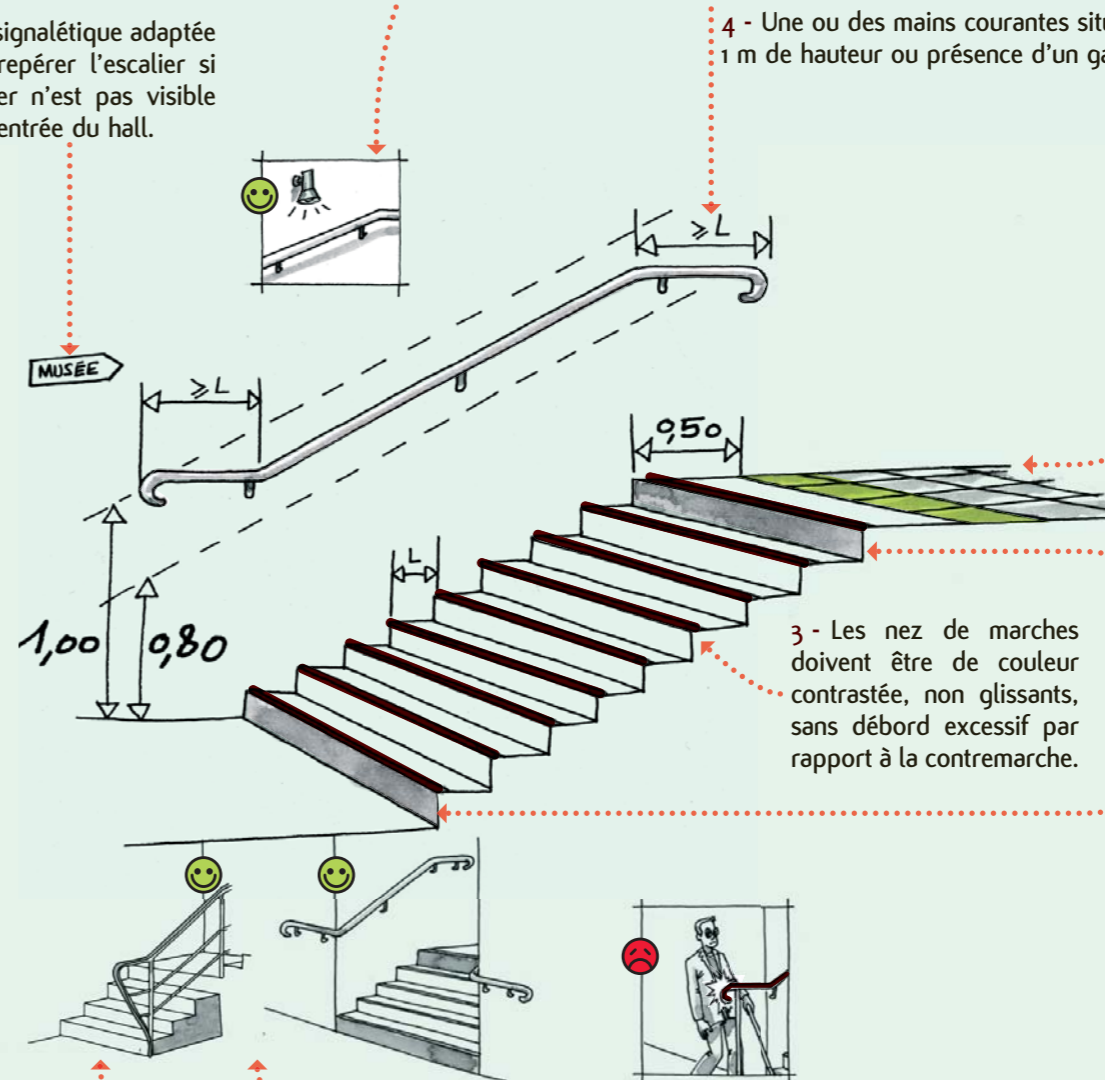 signalétique adaptée
repérer l'escalier si
er n'est pas visible
entrée du hall.
4 - Une ou des mains courantes situ
1 m de hauteur ou présence d'un ga
⩾ L
MUSÉE
⩾ L
0,50
L
1,00
0,80
3 - Les nez de marches
doivent être de couleur
contrastée, non glissants,
sans débord excessif par
rapport à la contremarche.